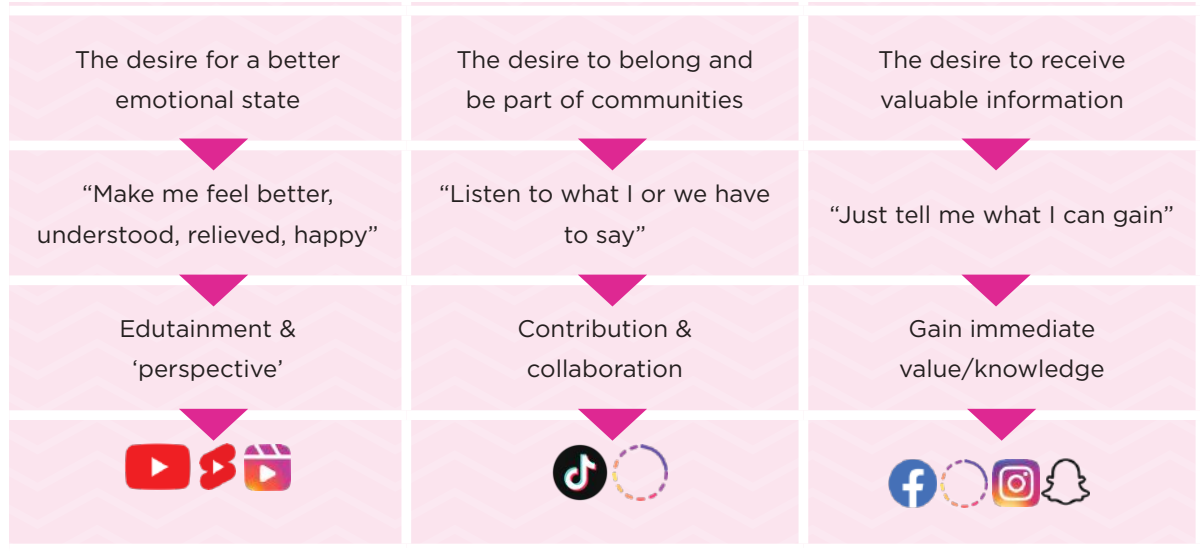 The desire for a better
emotional state
The desire to belong and
be part of communities
The desire to receive
valuable information
“Make me feel better,
understood, relieved, happy”
“Listen to what I or we have
to say”
“Just tell me what I can gain”
Edutainment &
‘perspective’
Contribution &
collaboration
Gain immediate
value/knowledge